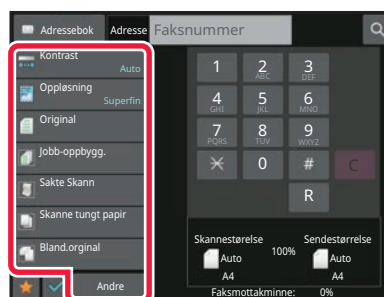 Adressebok
Adresse
Faksnummer
Kontrast
Auto
Oppløsning
Superfin
Original
Jobb-oppbygg.
Sakte Skann
Skanne tungt papir
Bland.orginal
Andre
1
2
ABC
3
DEF
4
GHI
5
JKL
6
MNO
7
PQRS
8
TUV
9
WXYZ
0
#
C
R
Skannestørelse
Sendestørrelse
Auto
100%
Auto
A4
A4
Faksmottakminne: 0%